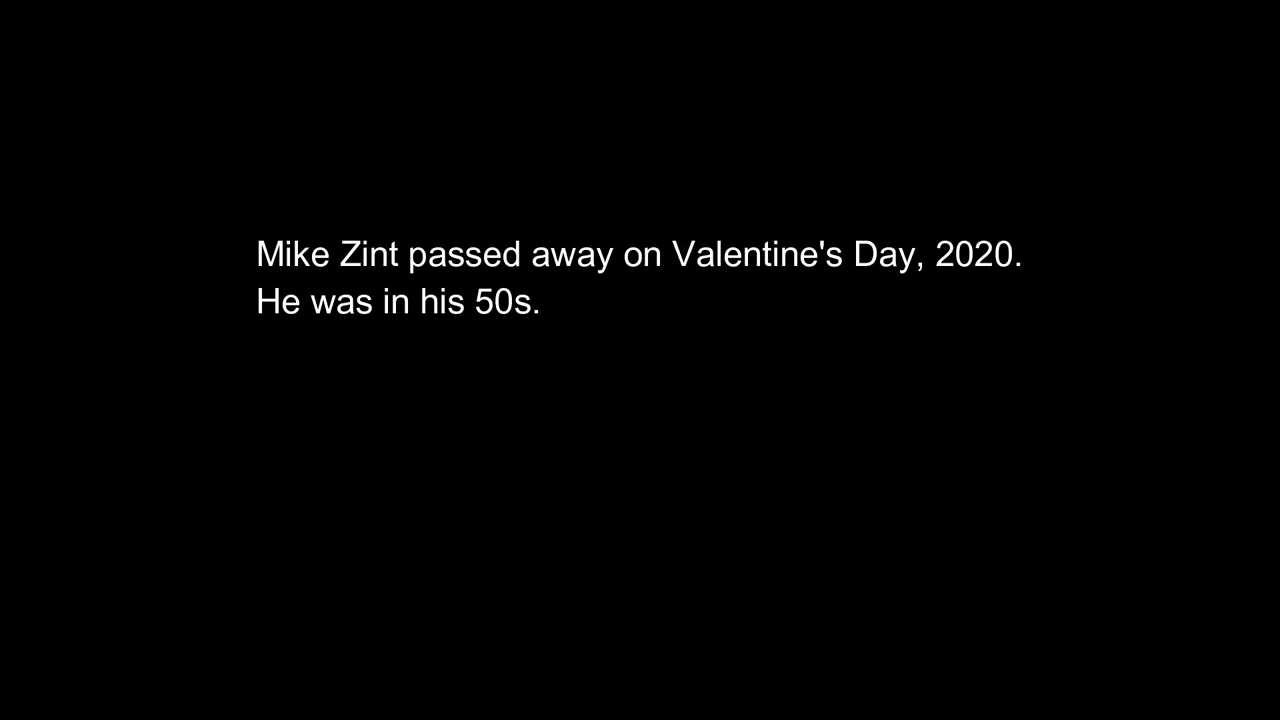 Mike Zint passed away on Valentine's Day, 2020.
He was in his 50s.